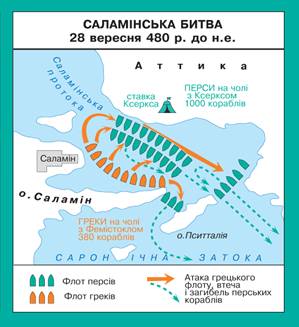 САЛАМІНСЬКА БИТВА
28 вересня 480 р. до н.е.
Аттика
Саламінська
протока
ставка
Ксеркса
ПЕРСИ на чолі
з Ксерксом
1000 кораблів
Саламін
о. Саламін
ГРЕКИ на чолі
з Фемістоклом
380 кораблів
о.Пситталія
САРОНІЧНА ЗАТОКА
Флот персів
Флот греків
Атака грецького
флоту, втеча
і загибель перських
кораблів